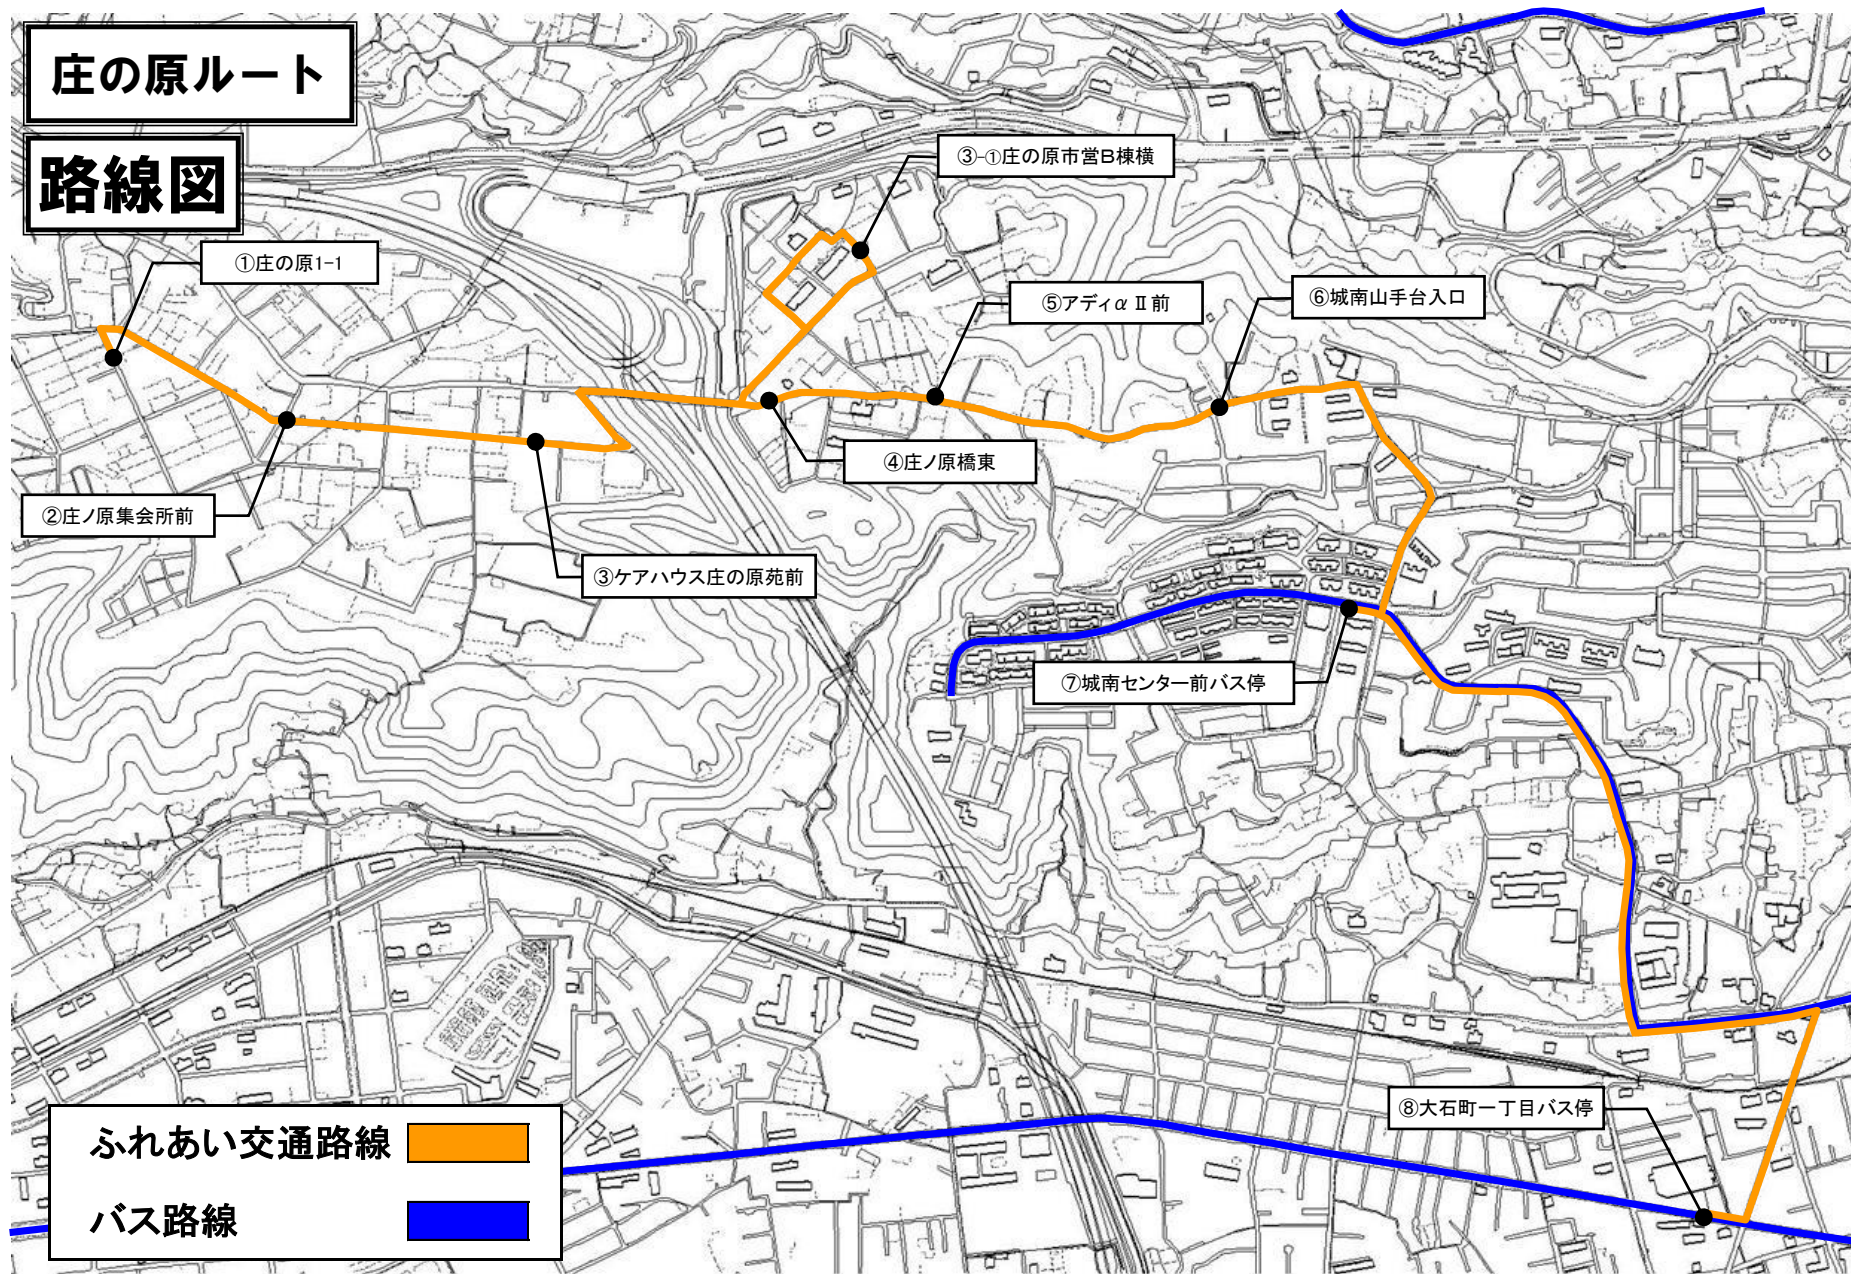 庄の原ルート
路線図
③-①庄の原市営B棟横
①庄の原1-1
⑤アディα Ⅱ前
⑥城南山手台入口
④庄ノ原橋東
②庄ノ原集会所前
③ケアハウス庄の原苑前
⑦城南センター前バス停
⑧大石町一丁目バス停
ふれあい交通路線
バス路線